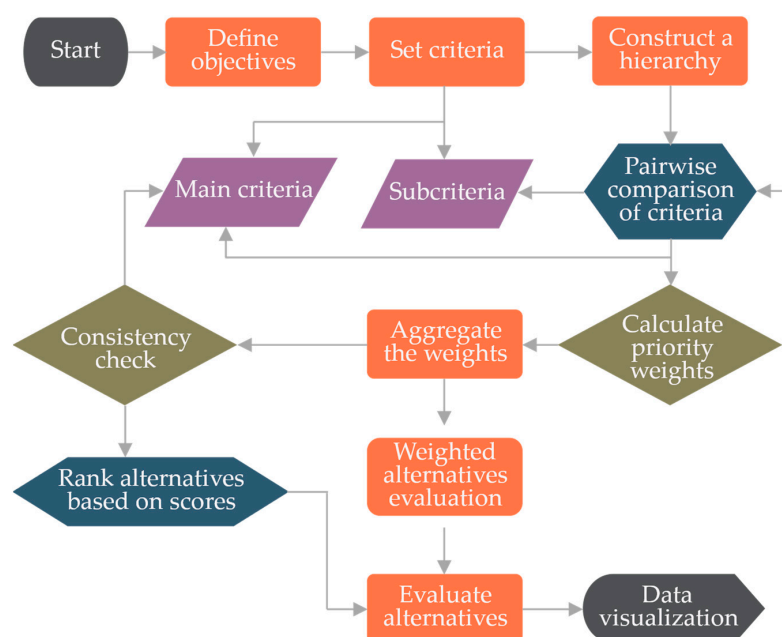 Start
Define
objectives
Set criteria
Construct a
hierarchy
Main criteria
Subcriteria
Pairwise
comparison
of criteria
Consistency
check
Aggregate
the weights
Calculate
priority
weights
Rank alternatives
based on scores
Weighted
alternatives
evaluation
Evaluate
alternatives
Data
visualization